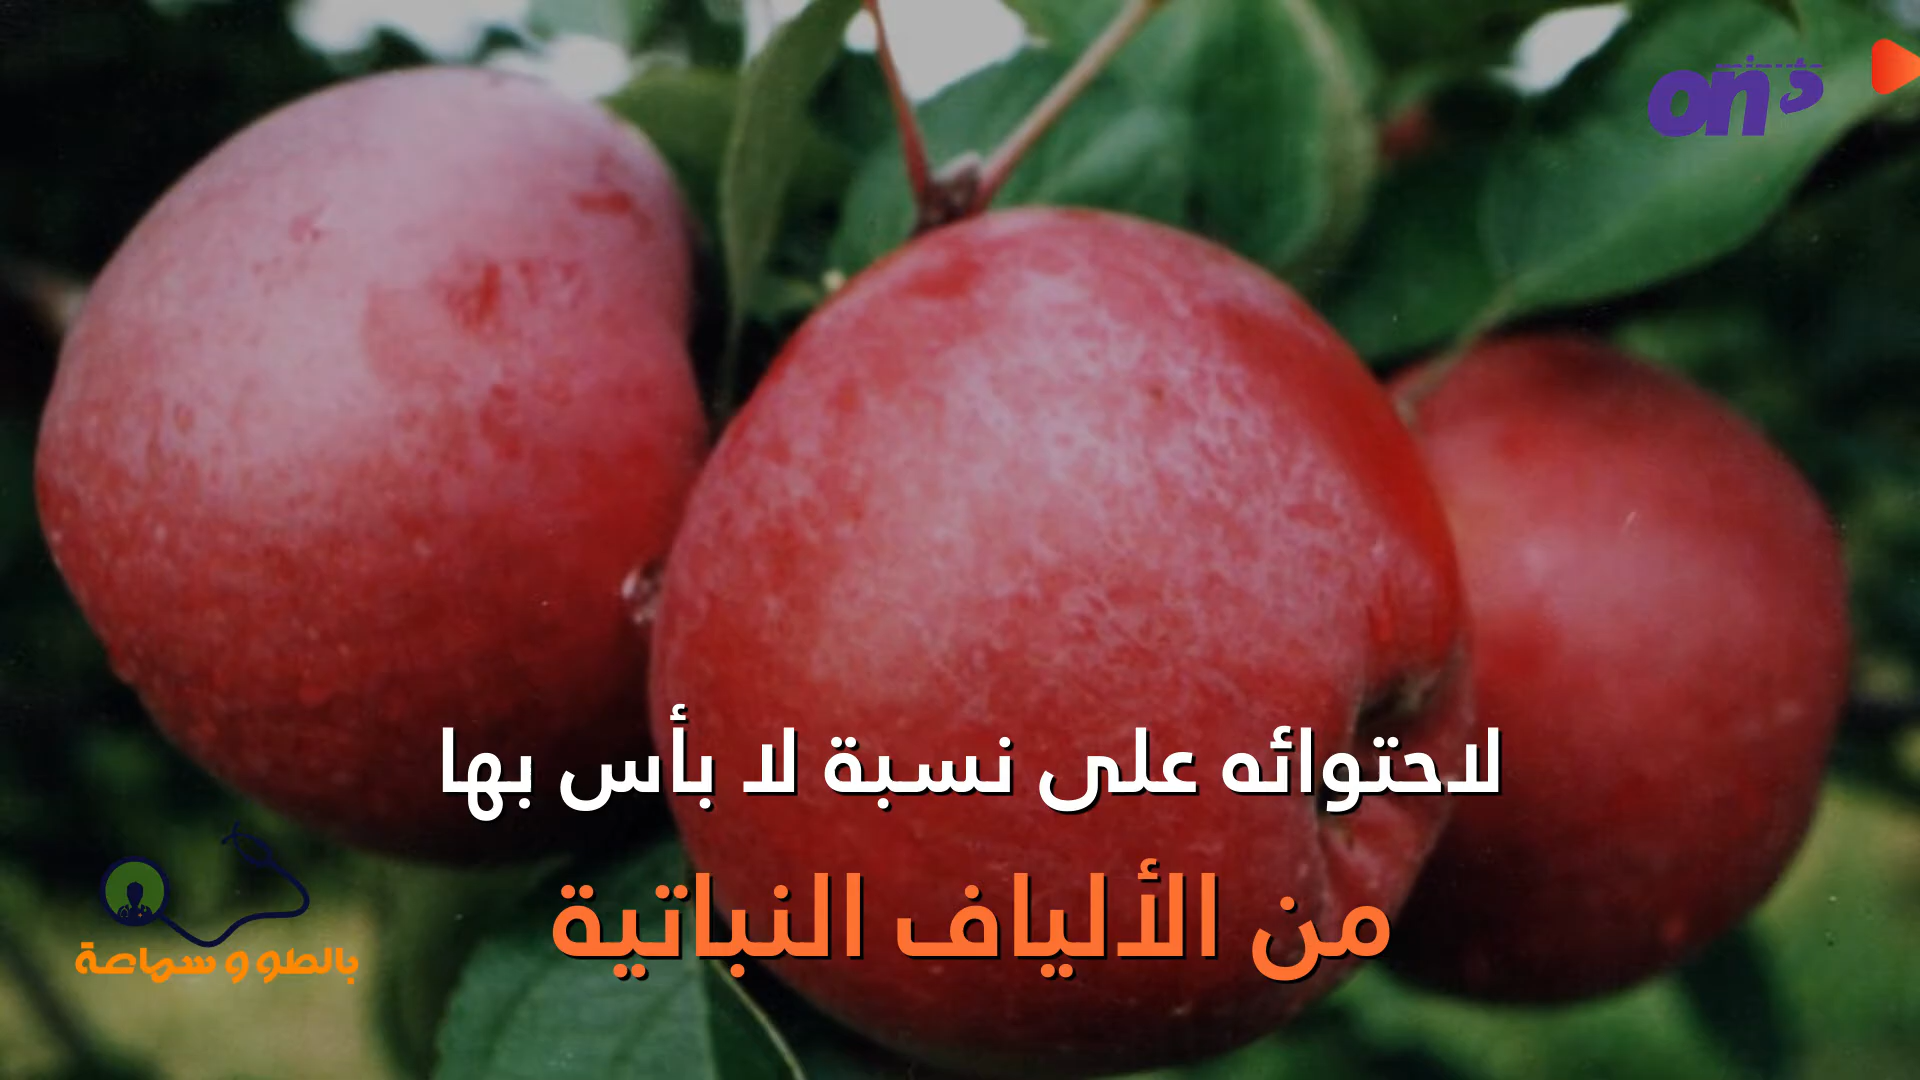 on
لاحتوائه على نسبة لا بأس بها
من الألياف النباتية
بالطو و سماعة